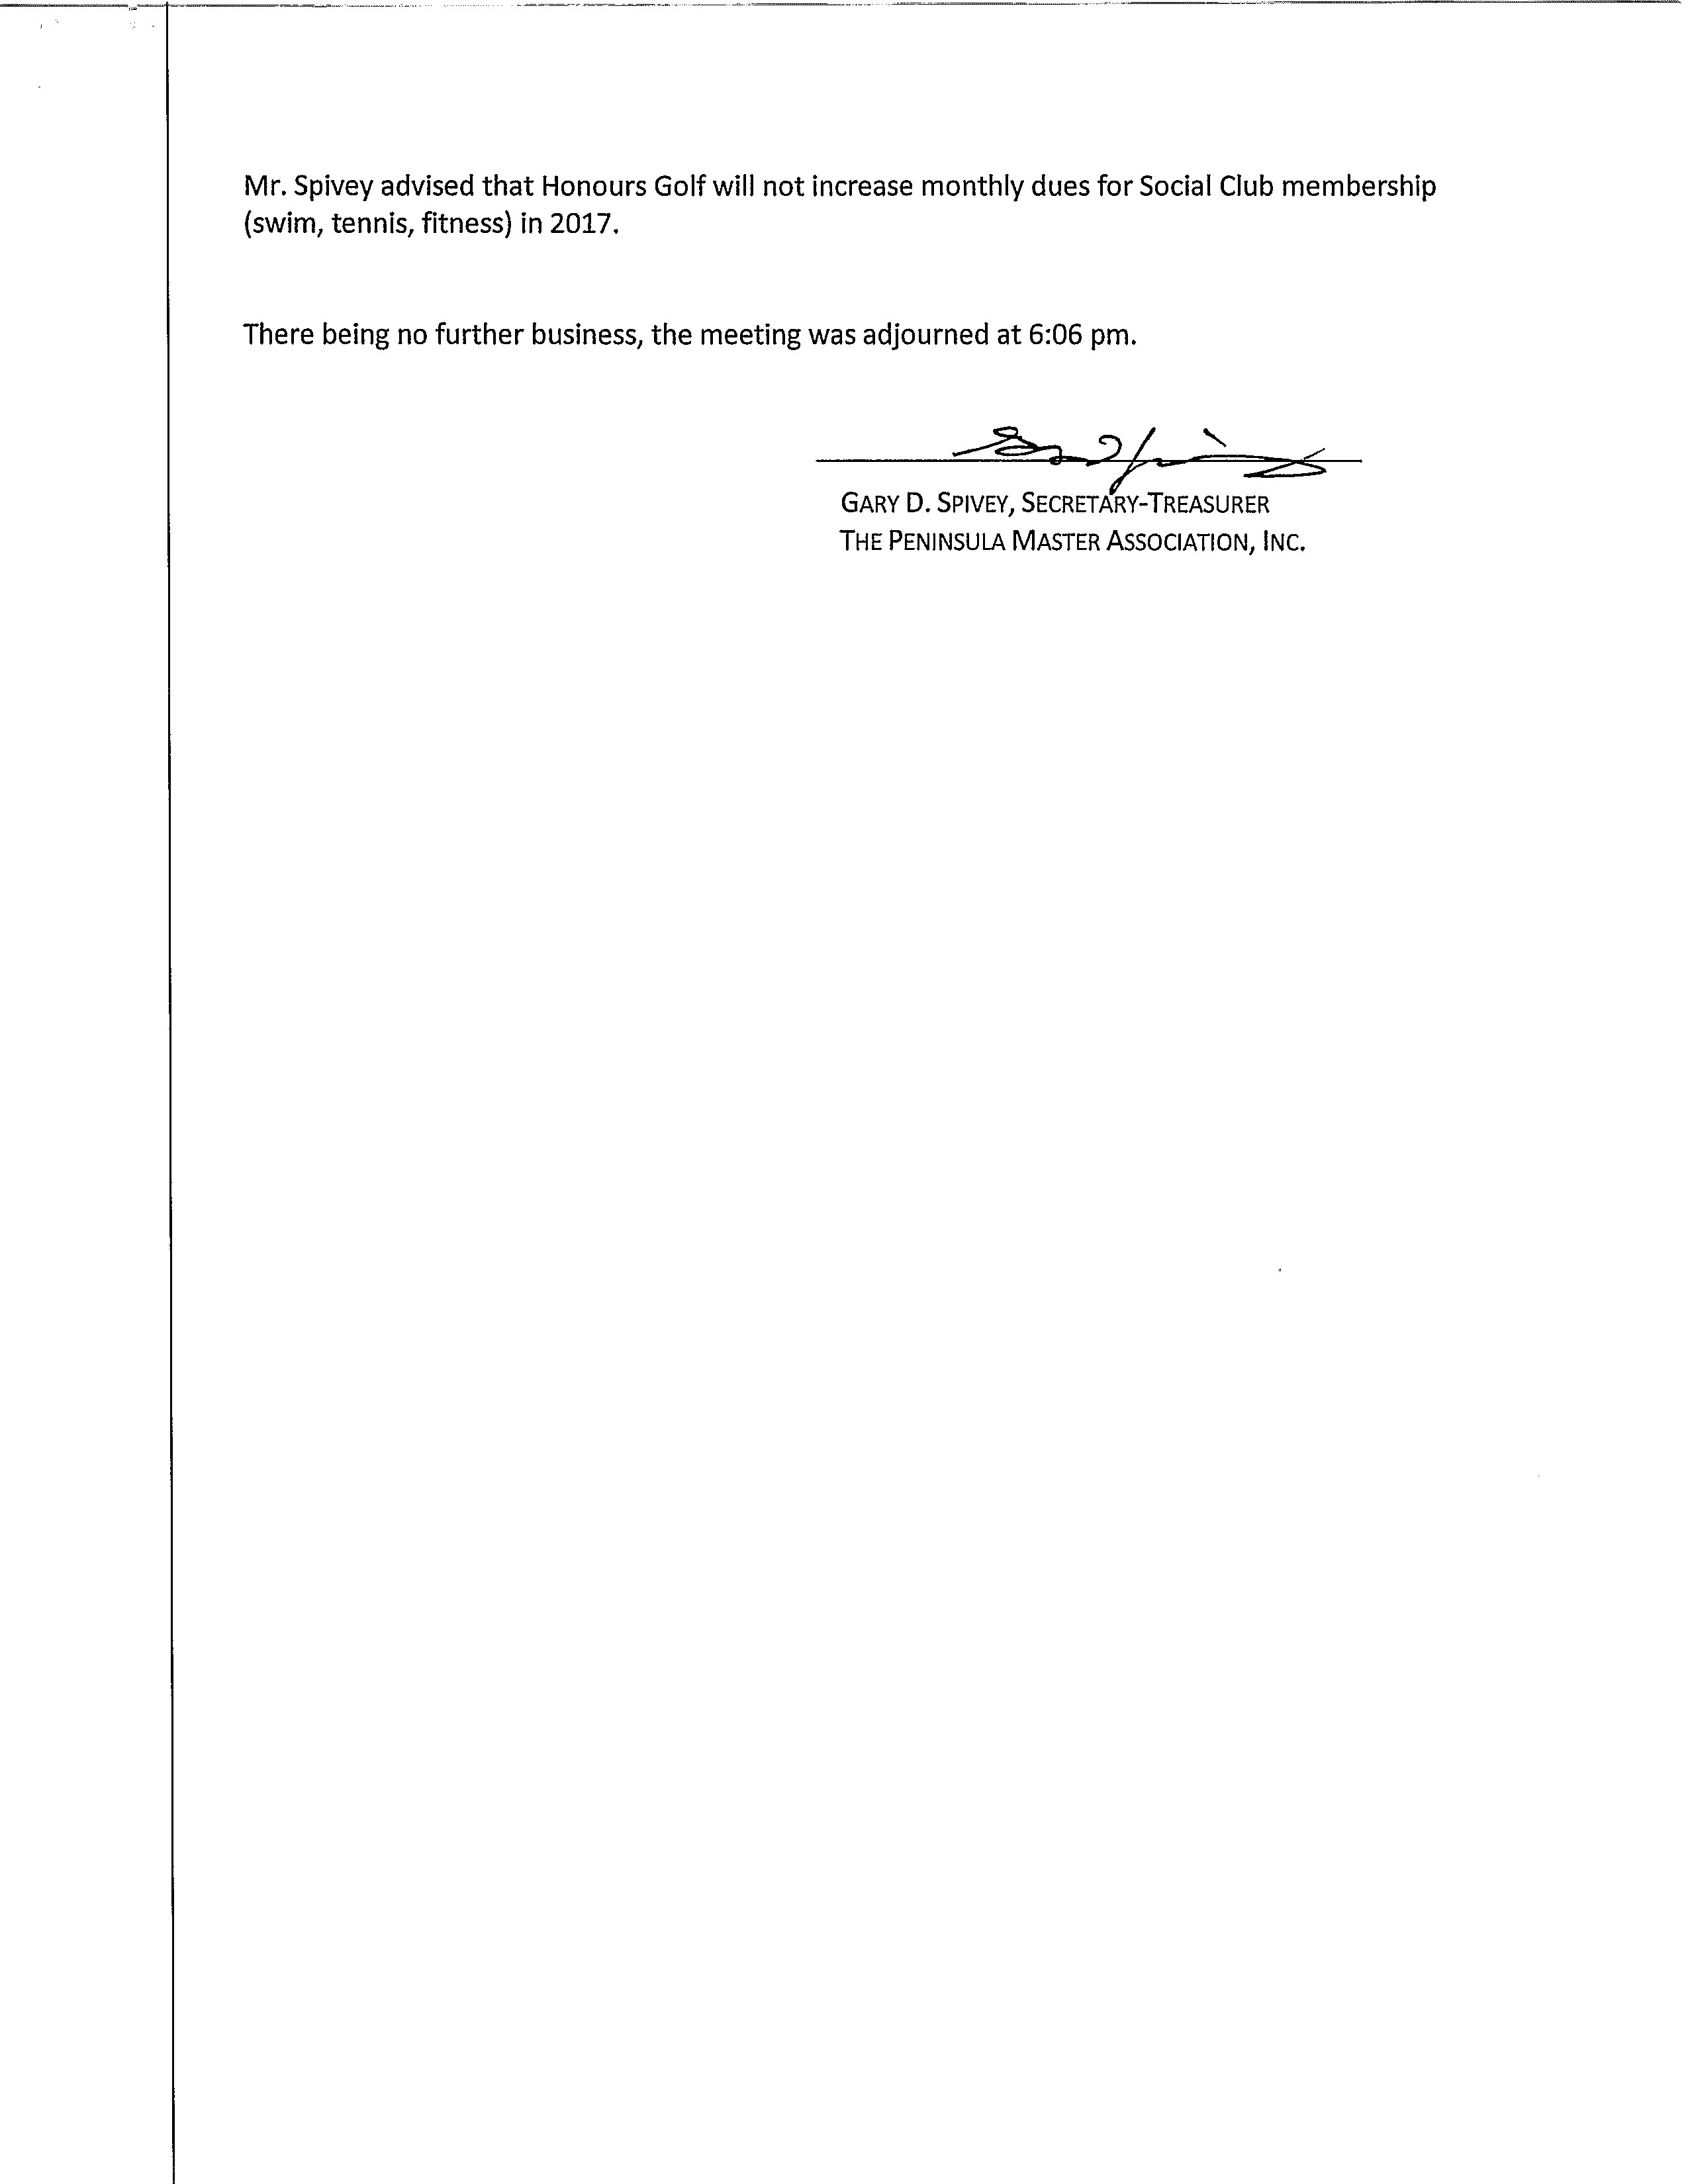 Mr. Spivey advised that Honours Golf will not increase monthly dues for Social Club membership
(swim, tennis, fitness) in 2017.
There being no further business, the meeting was adjourned at 6:06 pm.
GARY D. SPIVEY, SECRETARY-TREASURER
THE PENINSULA MASTER ASSOCIATION, INC.